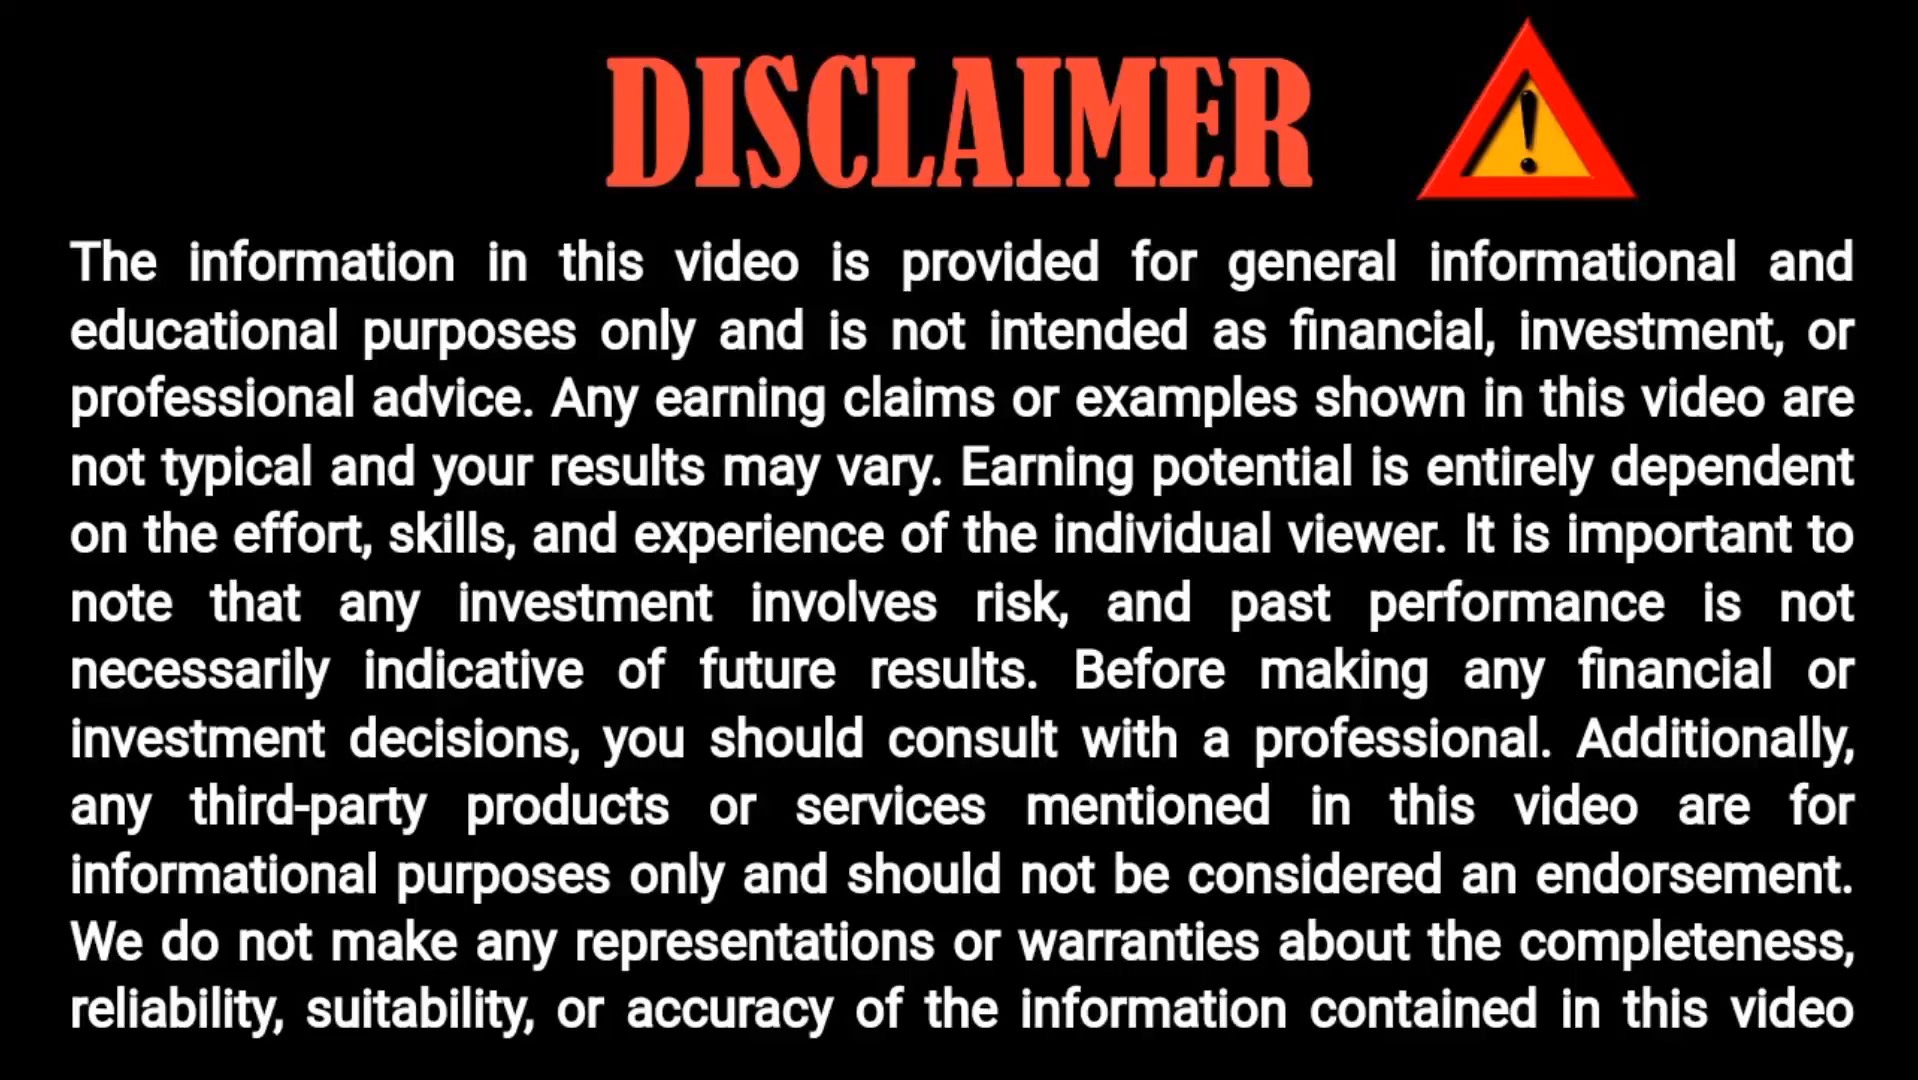 DISCLAIMER
The information in this video is provided for general informational and
educational purposes only and is not intended as financial, investment, or
professional advice. Any earning claims or examples shown in this video are
not typical and your results may vary. Earning potential is entirely dependent
on the effort, skills, and experience of the individual viewer. It is important to
note that any investment involves risk, and past performance is not
necessarily indicative of future results. Before making any financial or
investment decisions, you should consult with a professional. Additionally,
any third-party products or services mentioned in this video are for
informational purposes only and should not be considered an endorsement.
We do not make any representations or warranties about the completeness,
reliability, suitability, or accuracy of the information contained in this video